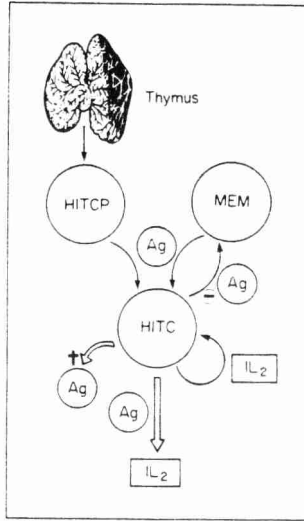 Thymus
HITCP
MEM
Ag
Ag
–
HITC
+
Ag
Ag
IL2
IL2